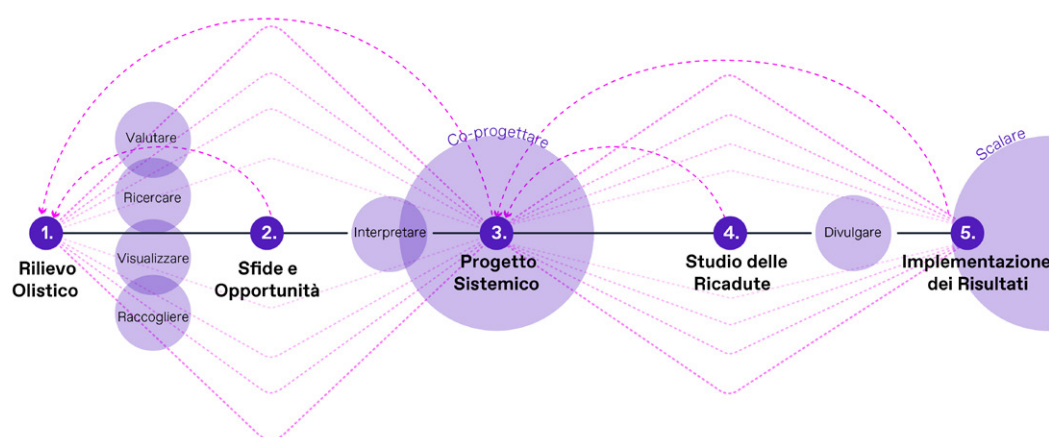 Co-progettare
Scalare
Valutare
Ricercare
1.
2.
Interpretare
3.
4.
Divulgare
5.
Visualizzare
Rilievo
Olistico
Sfide e
Opportunità
Progetto
Sistemico
Studio delle
Ricadute
Implementazione
dei Risultati
Raccogliere